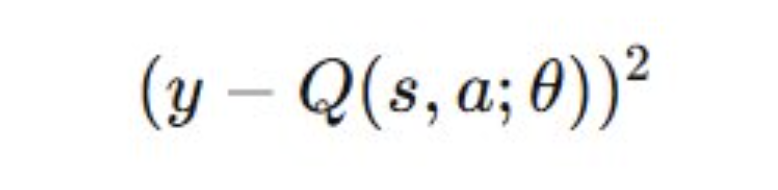 (y − Q(s, a; θ))²